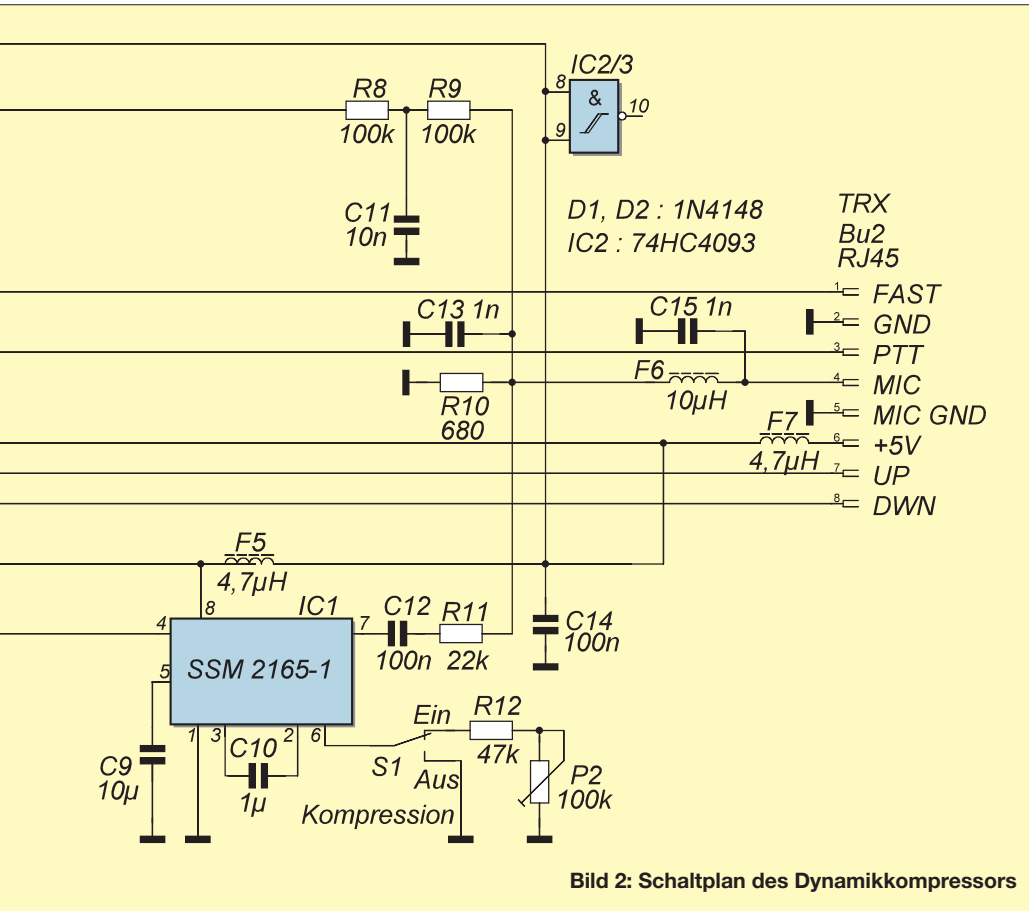 IC2/3
8
&
10
9
R8
R9
100k
100k
C11
10n
D1, D2 : 1N4148
IC2 : 74HC4093
TRX
Bu2
RJ45
1
FAST
C13 1n
C15 1n
2
GND
3
PTT
F6
4
MIC
10µH
R10
680
5
MIC GND
F7
6
+5V
4,7µH
7
UP
8
DWN
F5
4,7µH
8
IC1
C12
R11
C14
100n
4
7
100n
22k
SSM 2165-1
5
1
3
2
6
C10
1µ
C9
10µ
Ein
R12
47k
S1
Aus
P2
100k
Kompression
Bild 2: Schaltplan des Dynamikkompressors